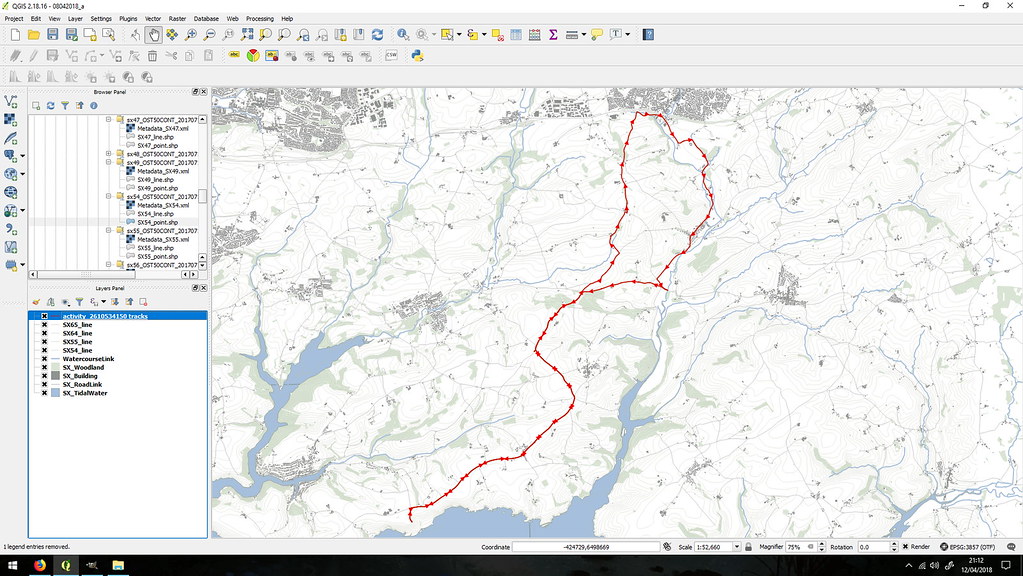 QGIS 2.18.16 - 08042018_a
Project Edit View Layer Settings Plugins Vector Raster Database Web Processing Help
abc
CSW
Browser Panel
sx47_OST50CONT_201707
Metadata_SX47.xml
SX47_line.shp
SX47_point.shp
sx48_OST50CONT_201707
sx49_OST50CONT_201707
Metadata_SX49.xml
SX49_line.shp
SX49_point.shp
sx54_OST50CONT_201707
Metadata_SX54.xml
SX54_line.shp
SX54_point.shp
sx55_OST50CONT_201707
Metadata_SX55.xml
SX55_line.shp
SX55_point.shp
sx56_OST50CONT_201707
Layers Panel
activity_2610534150 tracks
SX65_line
SX64_line
SX55_line
SX54_line
WatercourseLink
SX_Woodland
SX_Building
SX_RoadLink
SX_TidalWater
1 legend entries removed.
Coordinate -424729,6498669 Scale 1:52,660 Magnifier 75% Rotation 0.0 Render EPSG:3857 (OTF)
21:12
12/04/2018